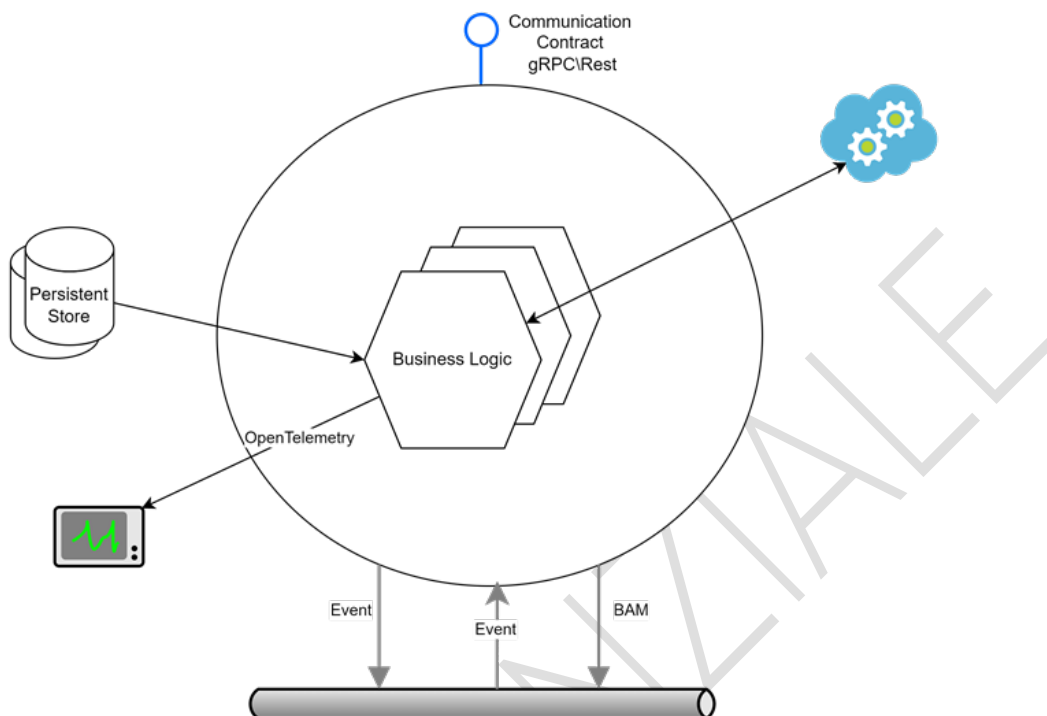 Communication
Contract
gRPC\Rest
Persistent
Store
Business Logic
OpenTelemetry
Event
Event
BAM
NZIALE